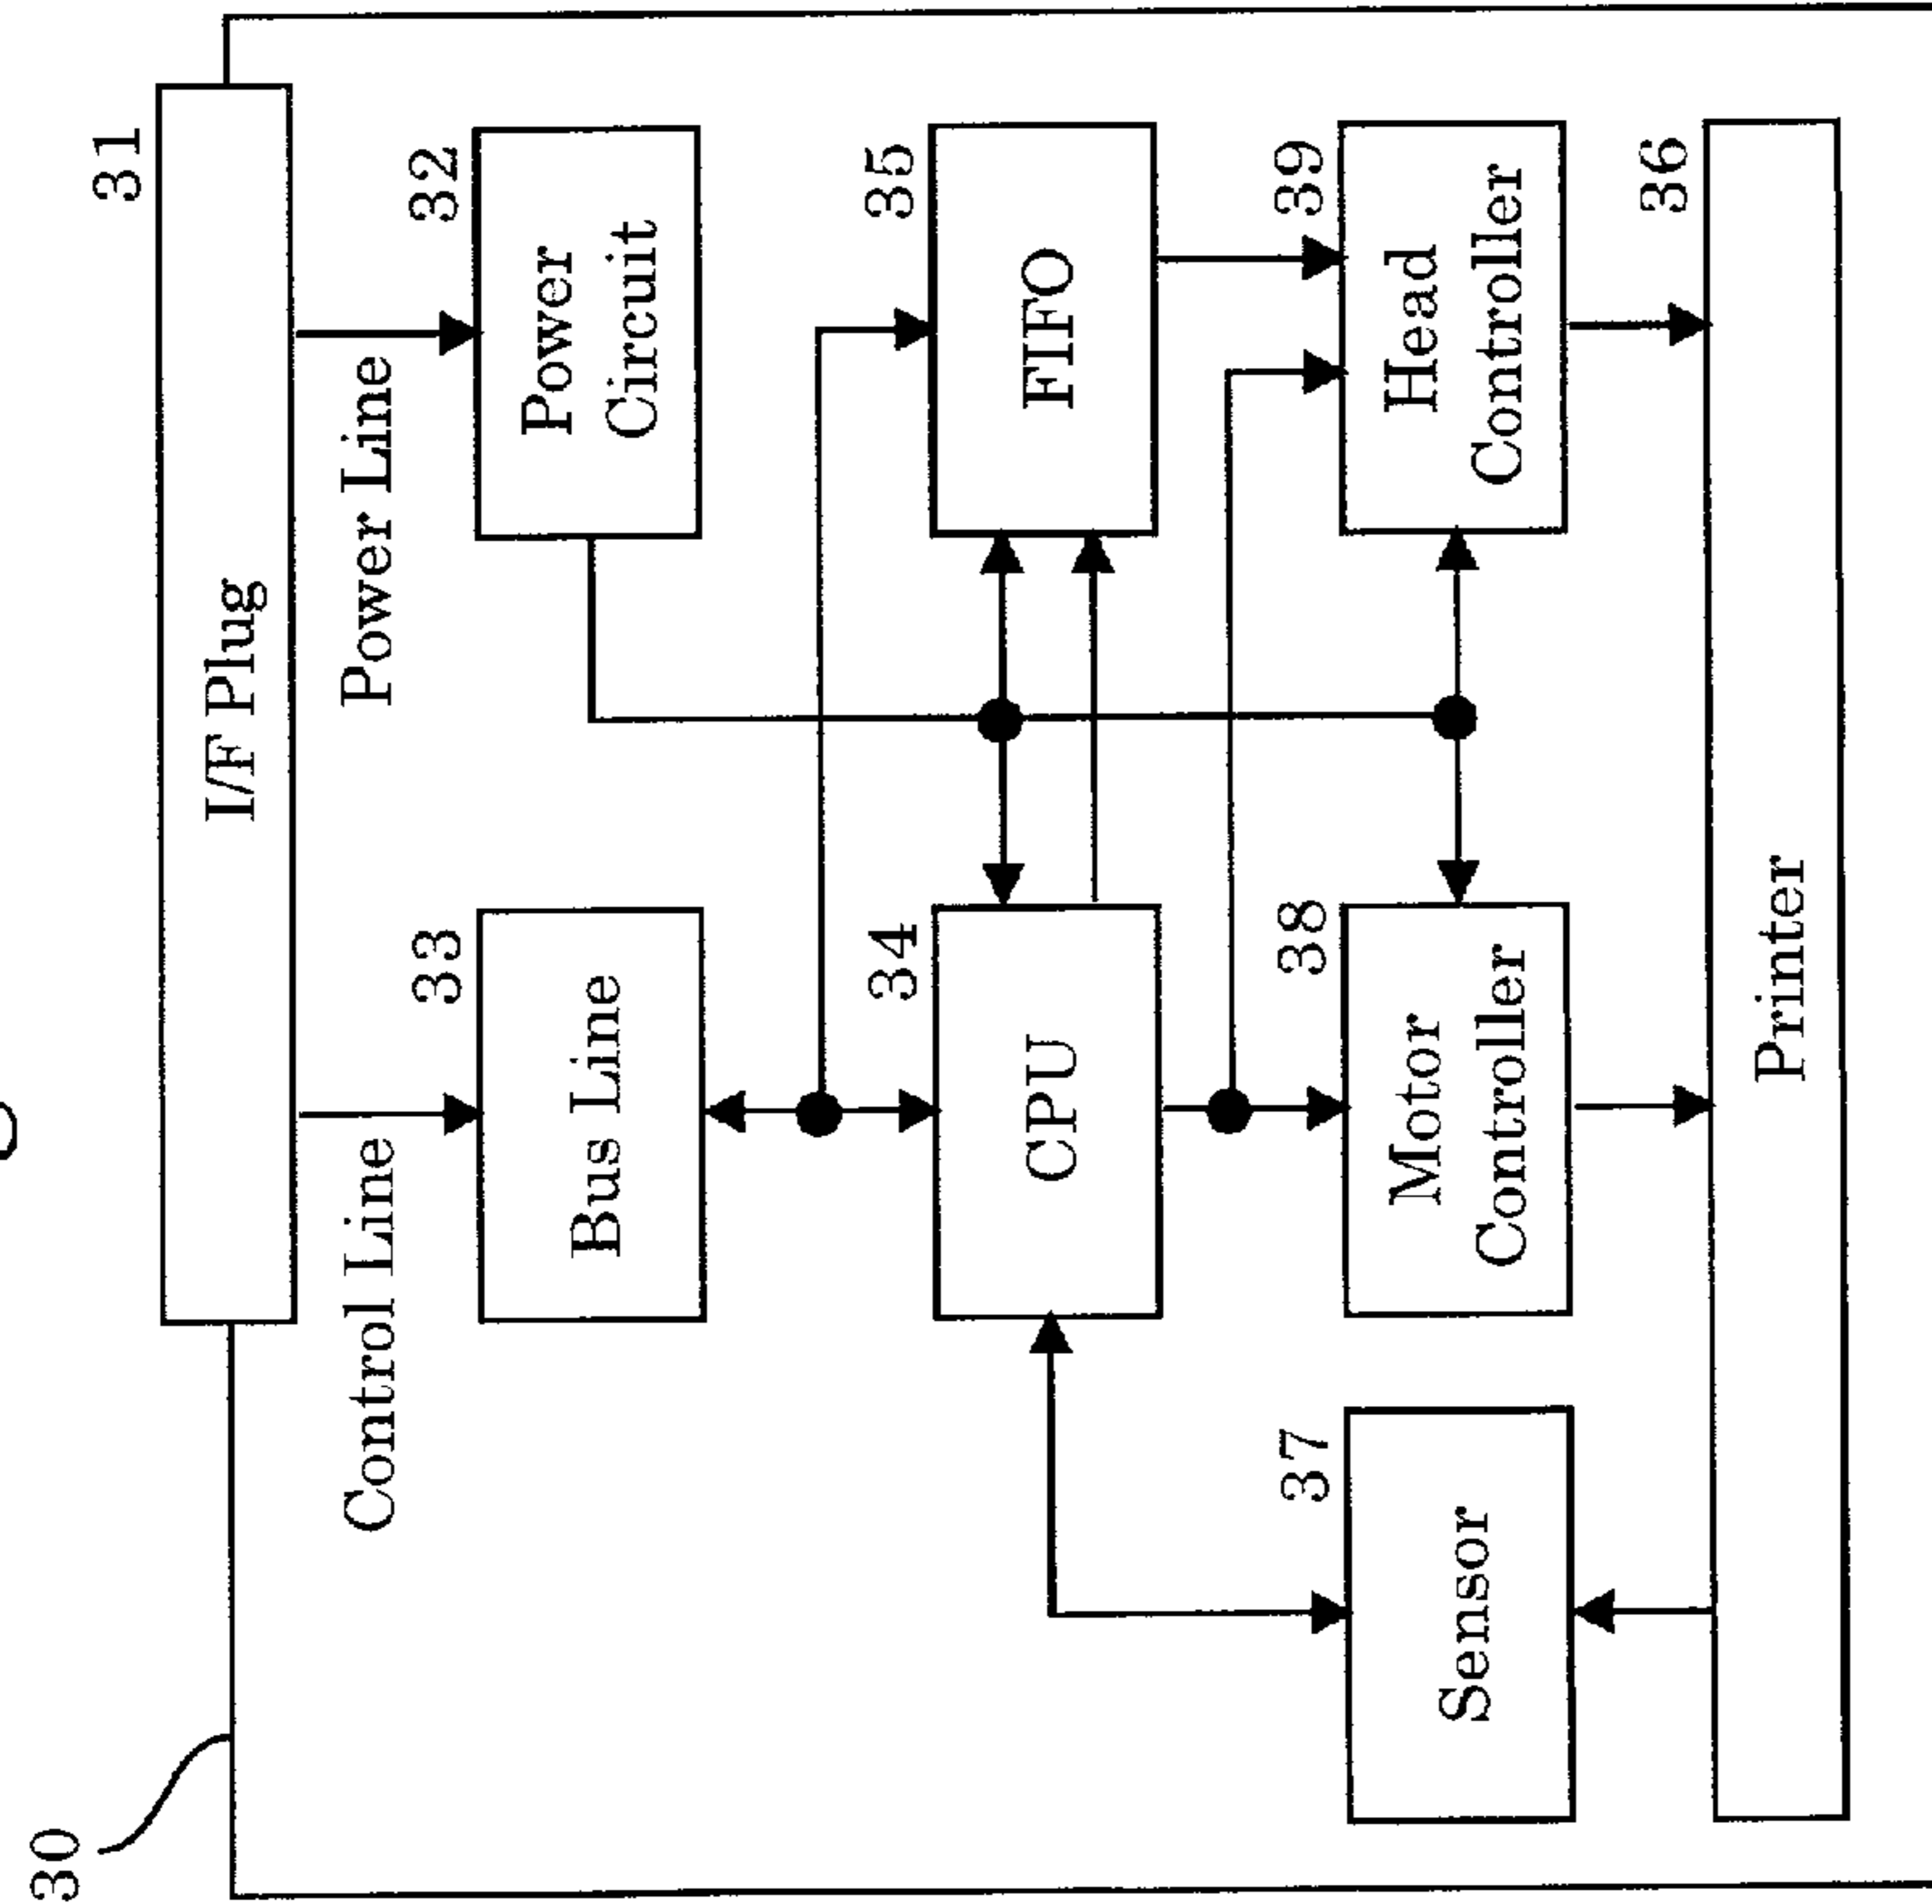 30
31
I/F Plug
Control Line
Power Line
33
32
Bus Line
Power
Circuit
34
35
CPU
FIFO
37
38
39
Sensor
Motor
Controller
Head
Controller
36
Printer